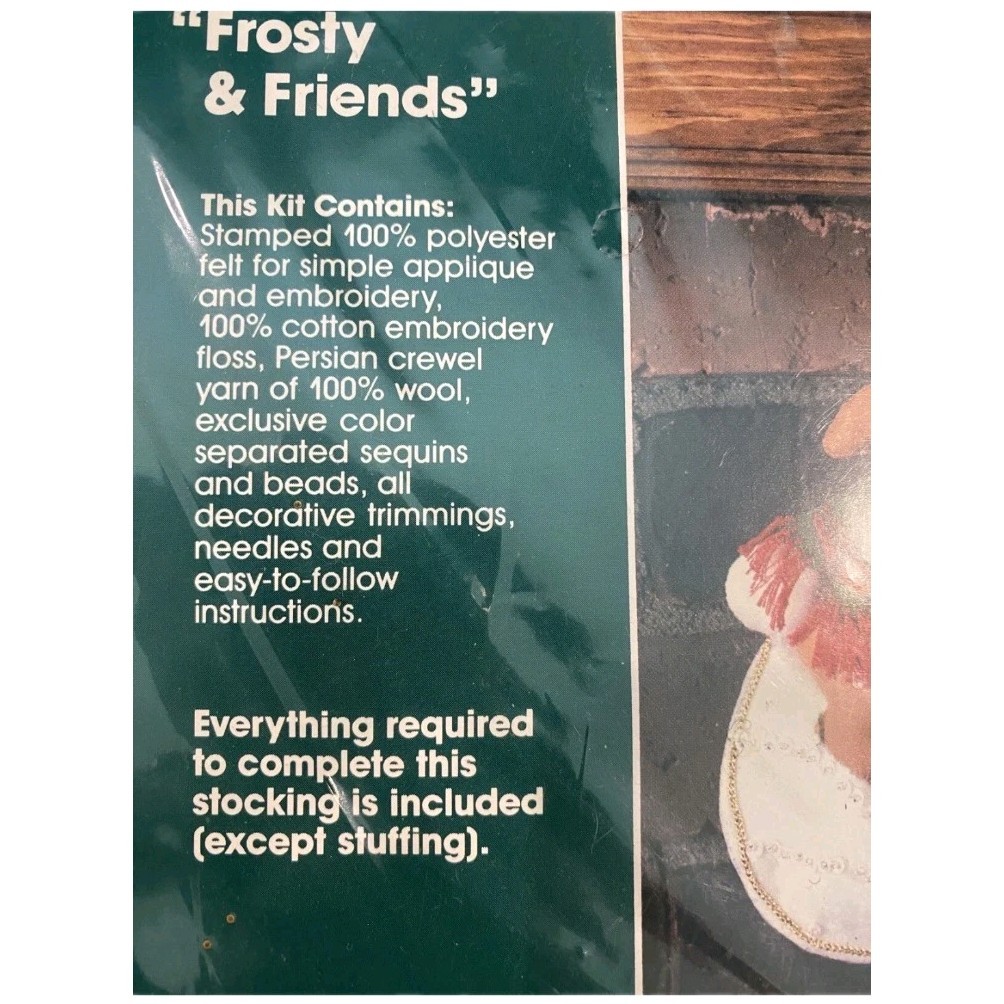 “Frosty
& Friends”
This Kit Contains:
Stamped 100% polyester
felt for simple applique
and embroidery,
100% cotton embroidery
floss, Persian crewel
yarn of 100% wool,
exclusive color
separated sequins
and beads, all
decorative trimmings,
needles and
easy-to-follow
instructions.
Everything required
to complete this
stocking is included
(except stuffing).